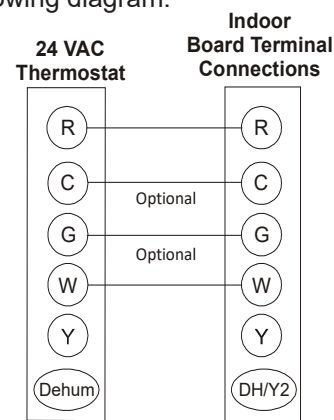 owing diagram:
24 VAC
Thermostat
Indoor
Board Terminal
Connections
R
R
C
C
Optional
G
G
Optional
W
W
Y
Y
Dehum
DH/Y2